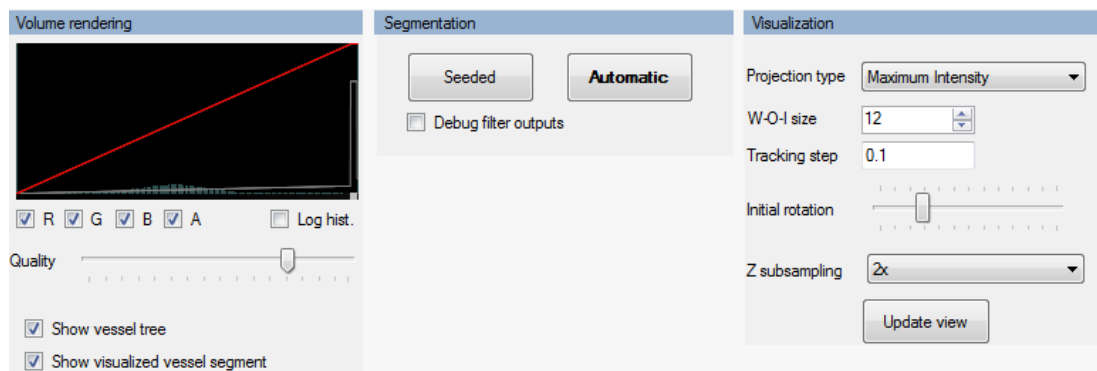 Volume rendering
R G B A Log hist.
Quality
Show vessel tree
Show visualized vessel segment
Segmentation
Seeded Automatic
Debug filter outputs
Visualization
Projection type Maximum Intensity
W-O-I size 12
Tracking step 0.1
Initial rotation
Z subsampling 2x
Update view